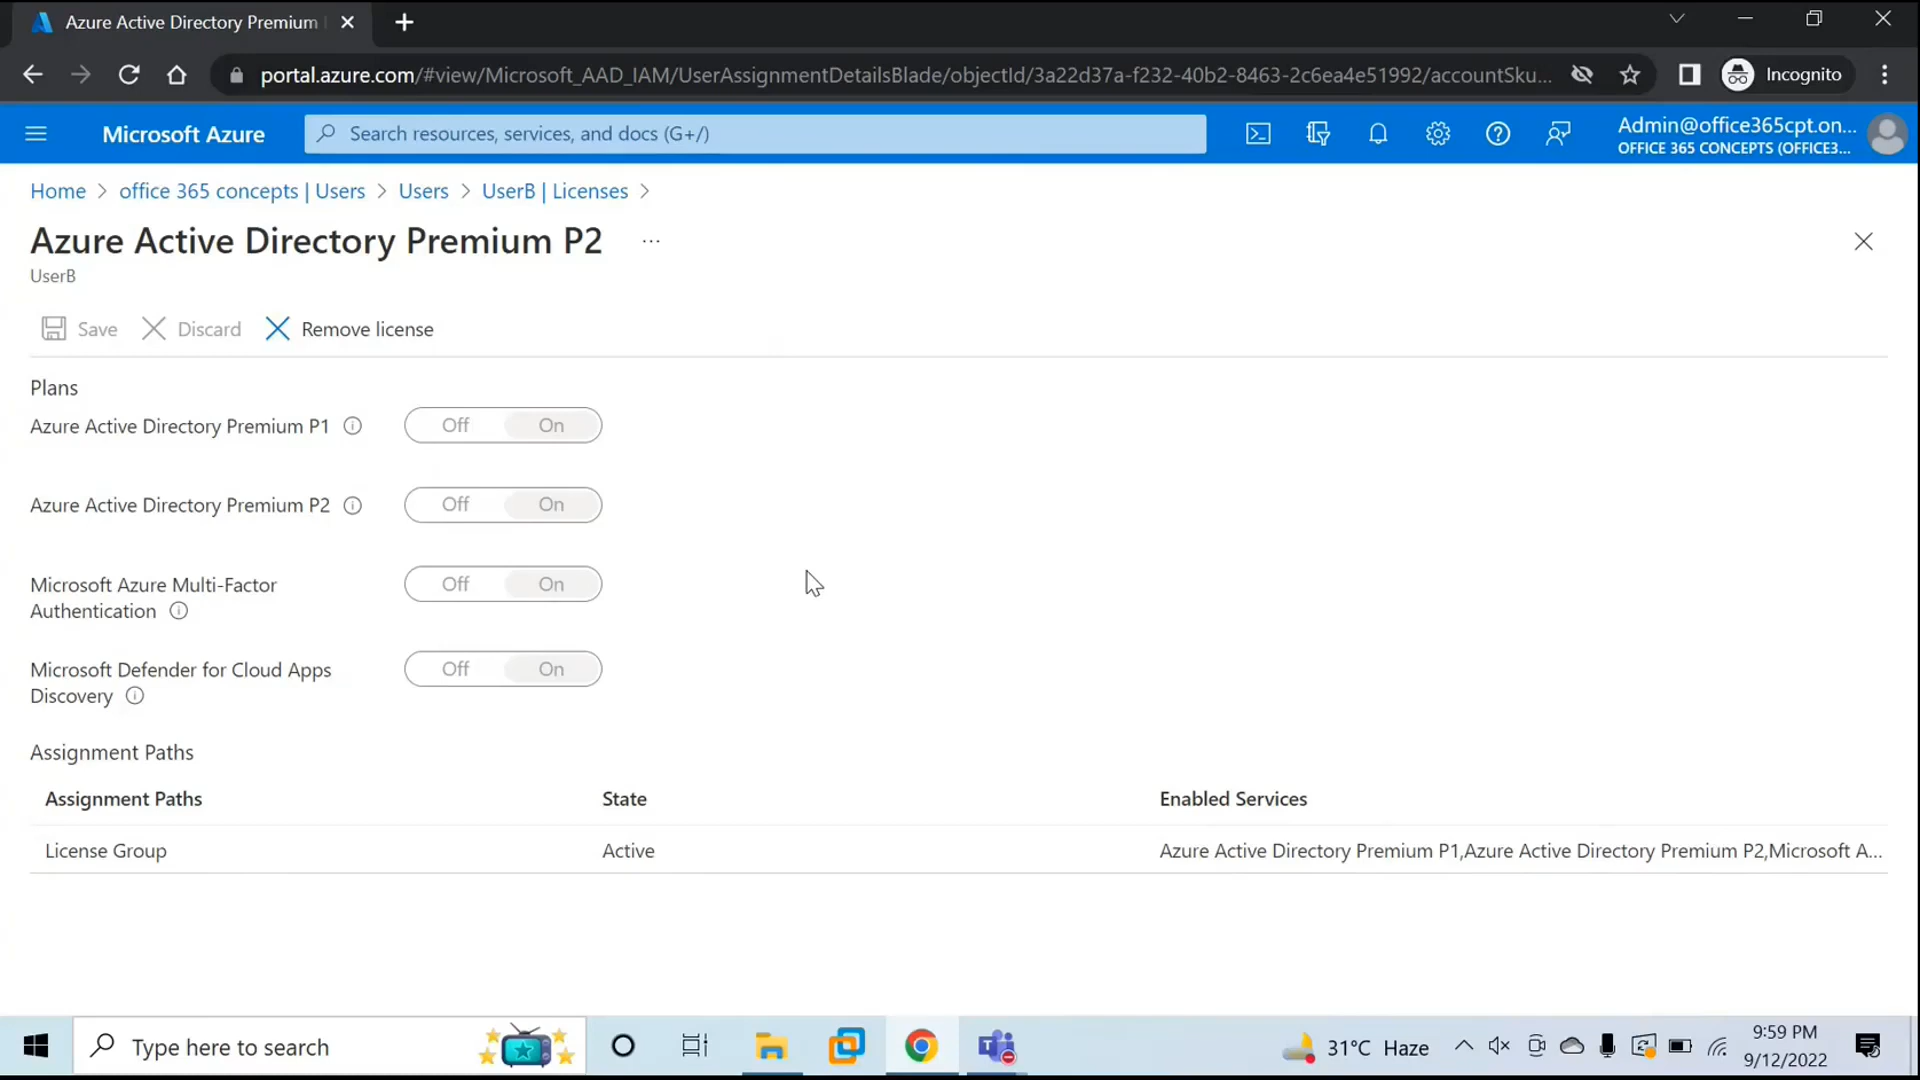 Azure Active Directory Premium
portal.azure.com/#view/Microsoft_AAD_IAM/UserAssignmentDetailsBlade/objectId/3a22d37a-f232-40b2-8463-2c6ea4e51992/accountSku...
Incognito
Microsoft Azure
Search resources, services, and docs (G+/)
Admin@office365cpt.on...
OFFICE 365 CONCEPTS (OFFICE3...
Home > office 365 concepts | Users > Users > UserB | Licenses >
Azure Active Directory Premium P2 ...
UserB
Save Discard Remove license
Plans
Azure Active Directory Premium P1 Off On
Azure Active Directory Premium P2 Off On
Microsoft Azure Multi-Factor
Authentication
Off On
Microsoft Defender for Cloud Apps
Discovery
Off On
Assignment Paths
Assignment Paths State Enabled Services
License Group Active Azure Active Directory Premium P1,Azure Active Directory Premium P2,Microsoft A...
Type here to search
31°C Haze
9:59 PM
9/12/2022